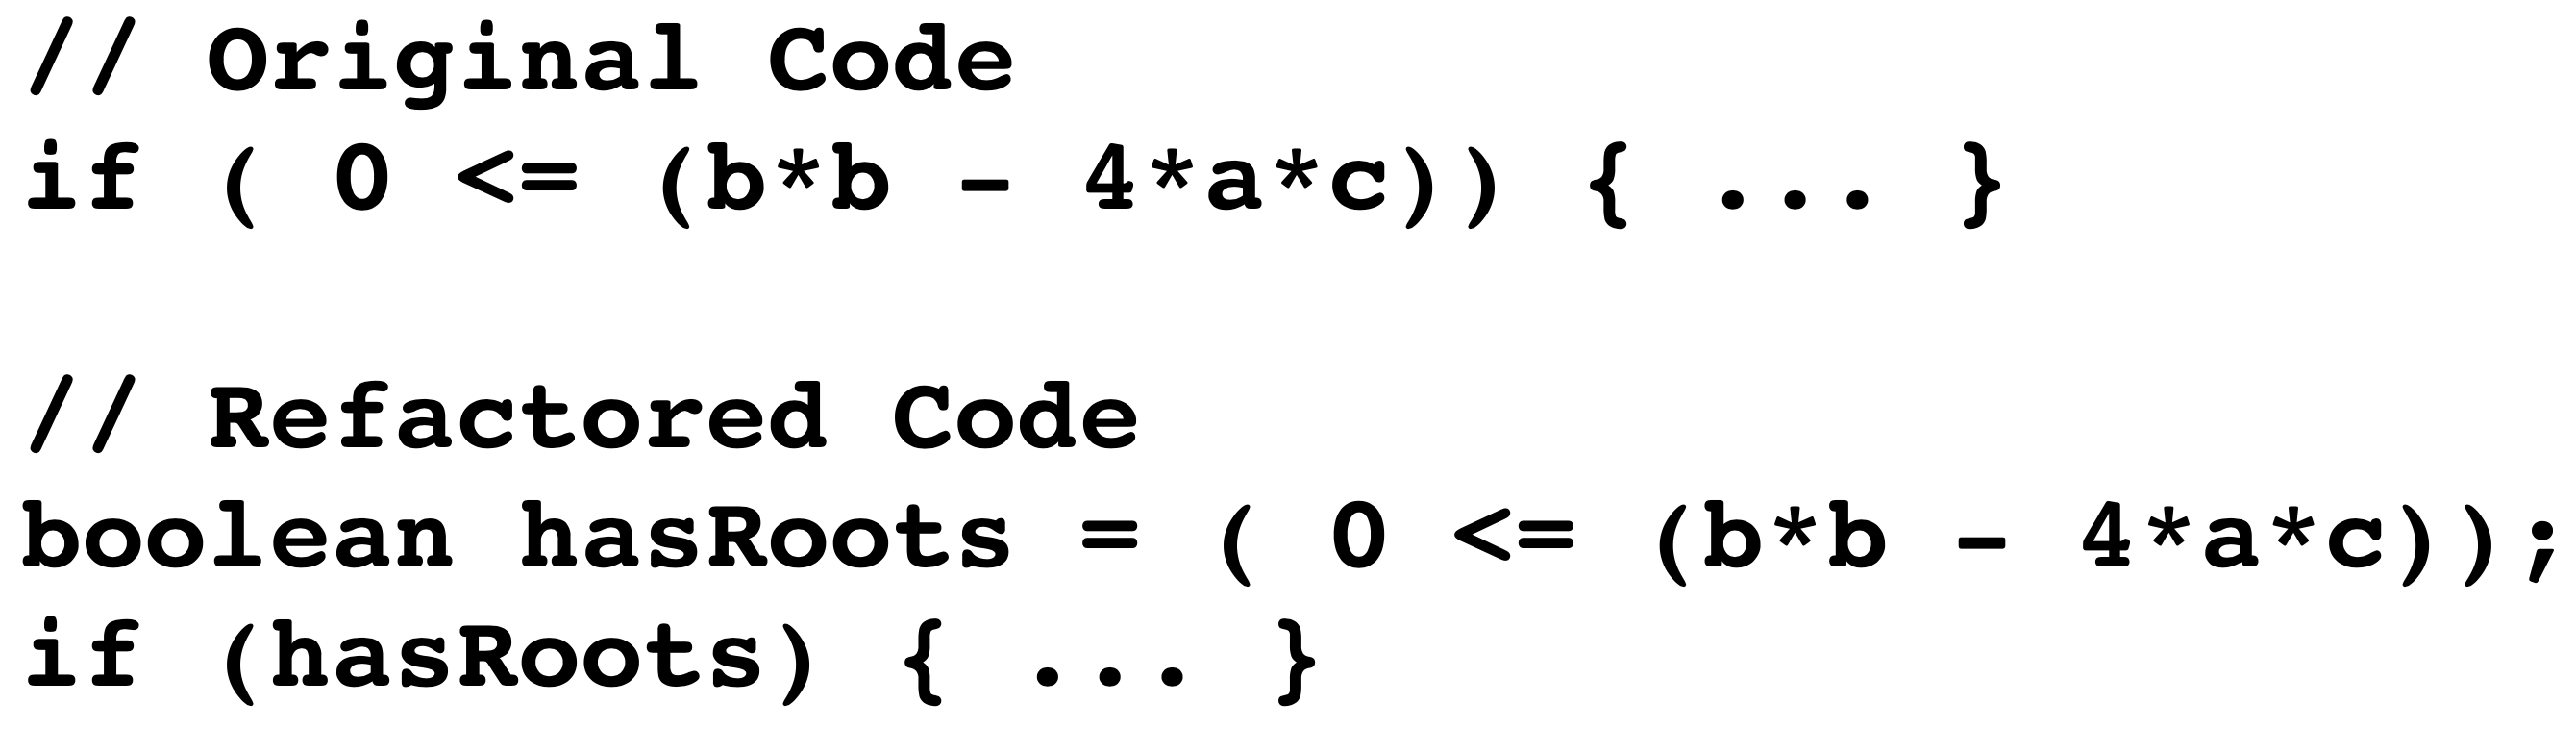 // Original Code
if ( 0 <= (b*b - 4*a*c)) { ... }
// Refactored Code
boolean hasRoots = ( 0 <= (b*b - 4*a*c));
if (hasRoots) { ... }